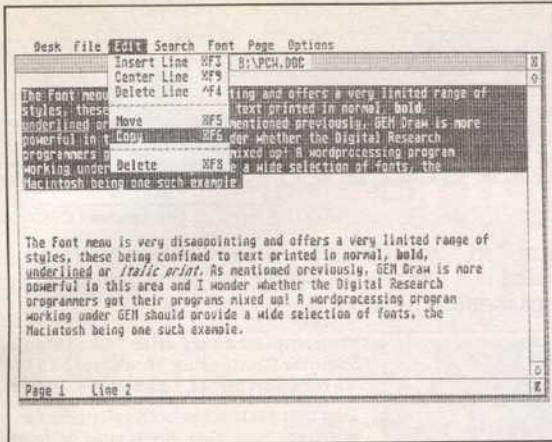 Desk File Edit Search Font Page Options
B:\PCW.DOC
Insert Line F3
Center Line F9
Delete Line ^F4
Move F5
Copy F6
Delete F8
The Font menu ting and offers a very limited range of
styles, these text printed in normal, bold,
underlined or mentioned previously, GEM Draw is more
powerful in t der whether the Digital Research
programmers mixed up! A wordprocessing program
working under e a wide selection of fonts, the
Macintosh being one such example.
The Font menu is very disappointing and offers a very limited range of
styles, these being confined to text printed in normal, bold,
underlined or italic print. As mentioned previously, GEM Draw is more
powerful in this area and I wonder whether the Digital Research
programmers got their programs mixed up! A wordprocessing program
working under GEM should provide a wide selection of fonts, the
Macintosh being one such example.
Page 1 Line 2